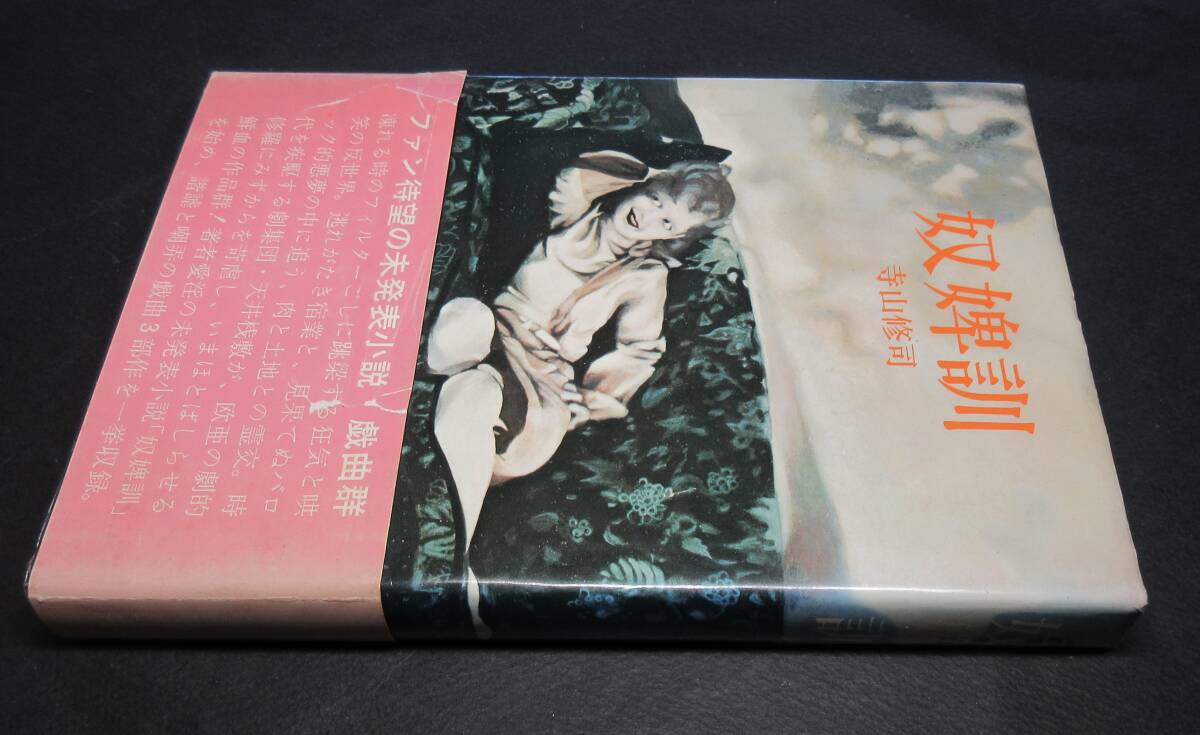 奴婢訓
寺山修司
ファン待望の未発表小説/戯曲群
凍れる時のフィルターごしに跳梁する狂気と哄
笑の反世界。逃れがたき宿業と、見果てぬバロ
ック的悪夢の中に追う、肉と土地との霊交。時
代を疾駆する劇集団・天井桟敷が、欧亜の劇的
修羅にみずからを苛虐し、いまほとばしらせる
鮮血の作品群！著者愛着の未発表小説「奴婢訓」
を始め、諧謔と嘲弄の戯曲3部作を一挙収録。